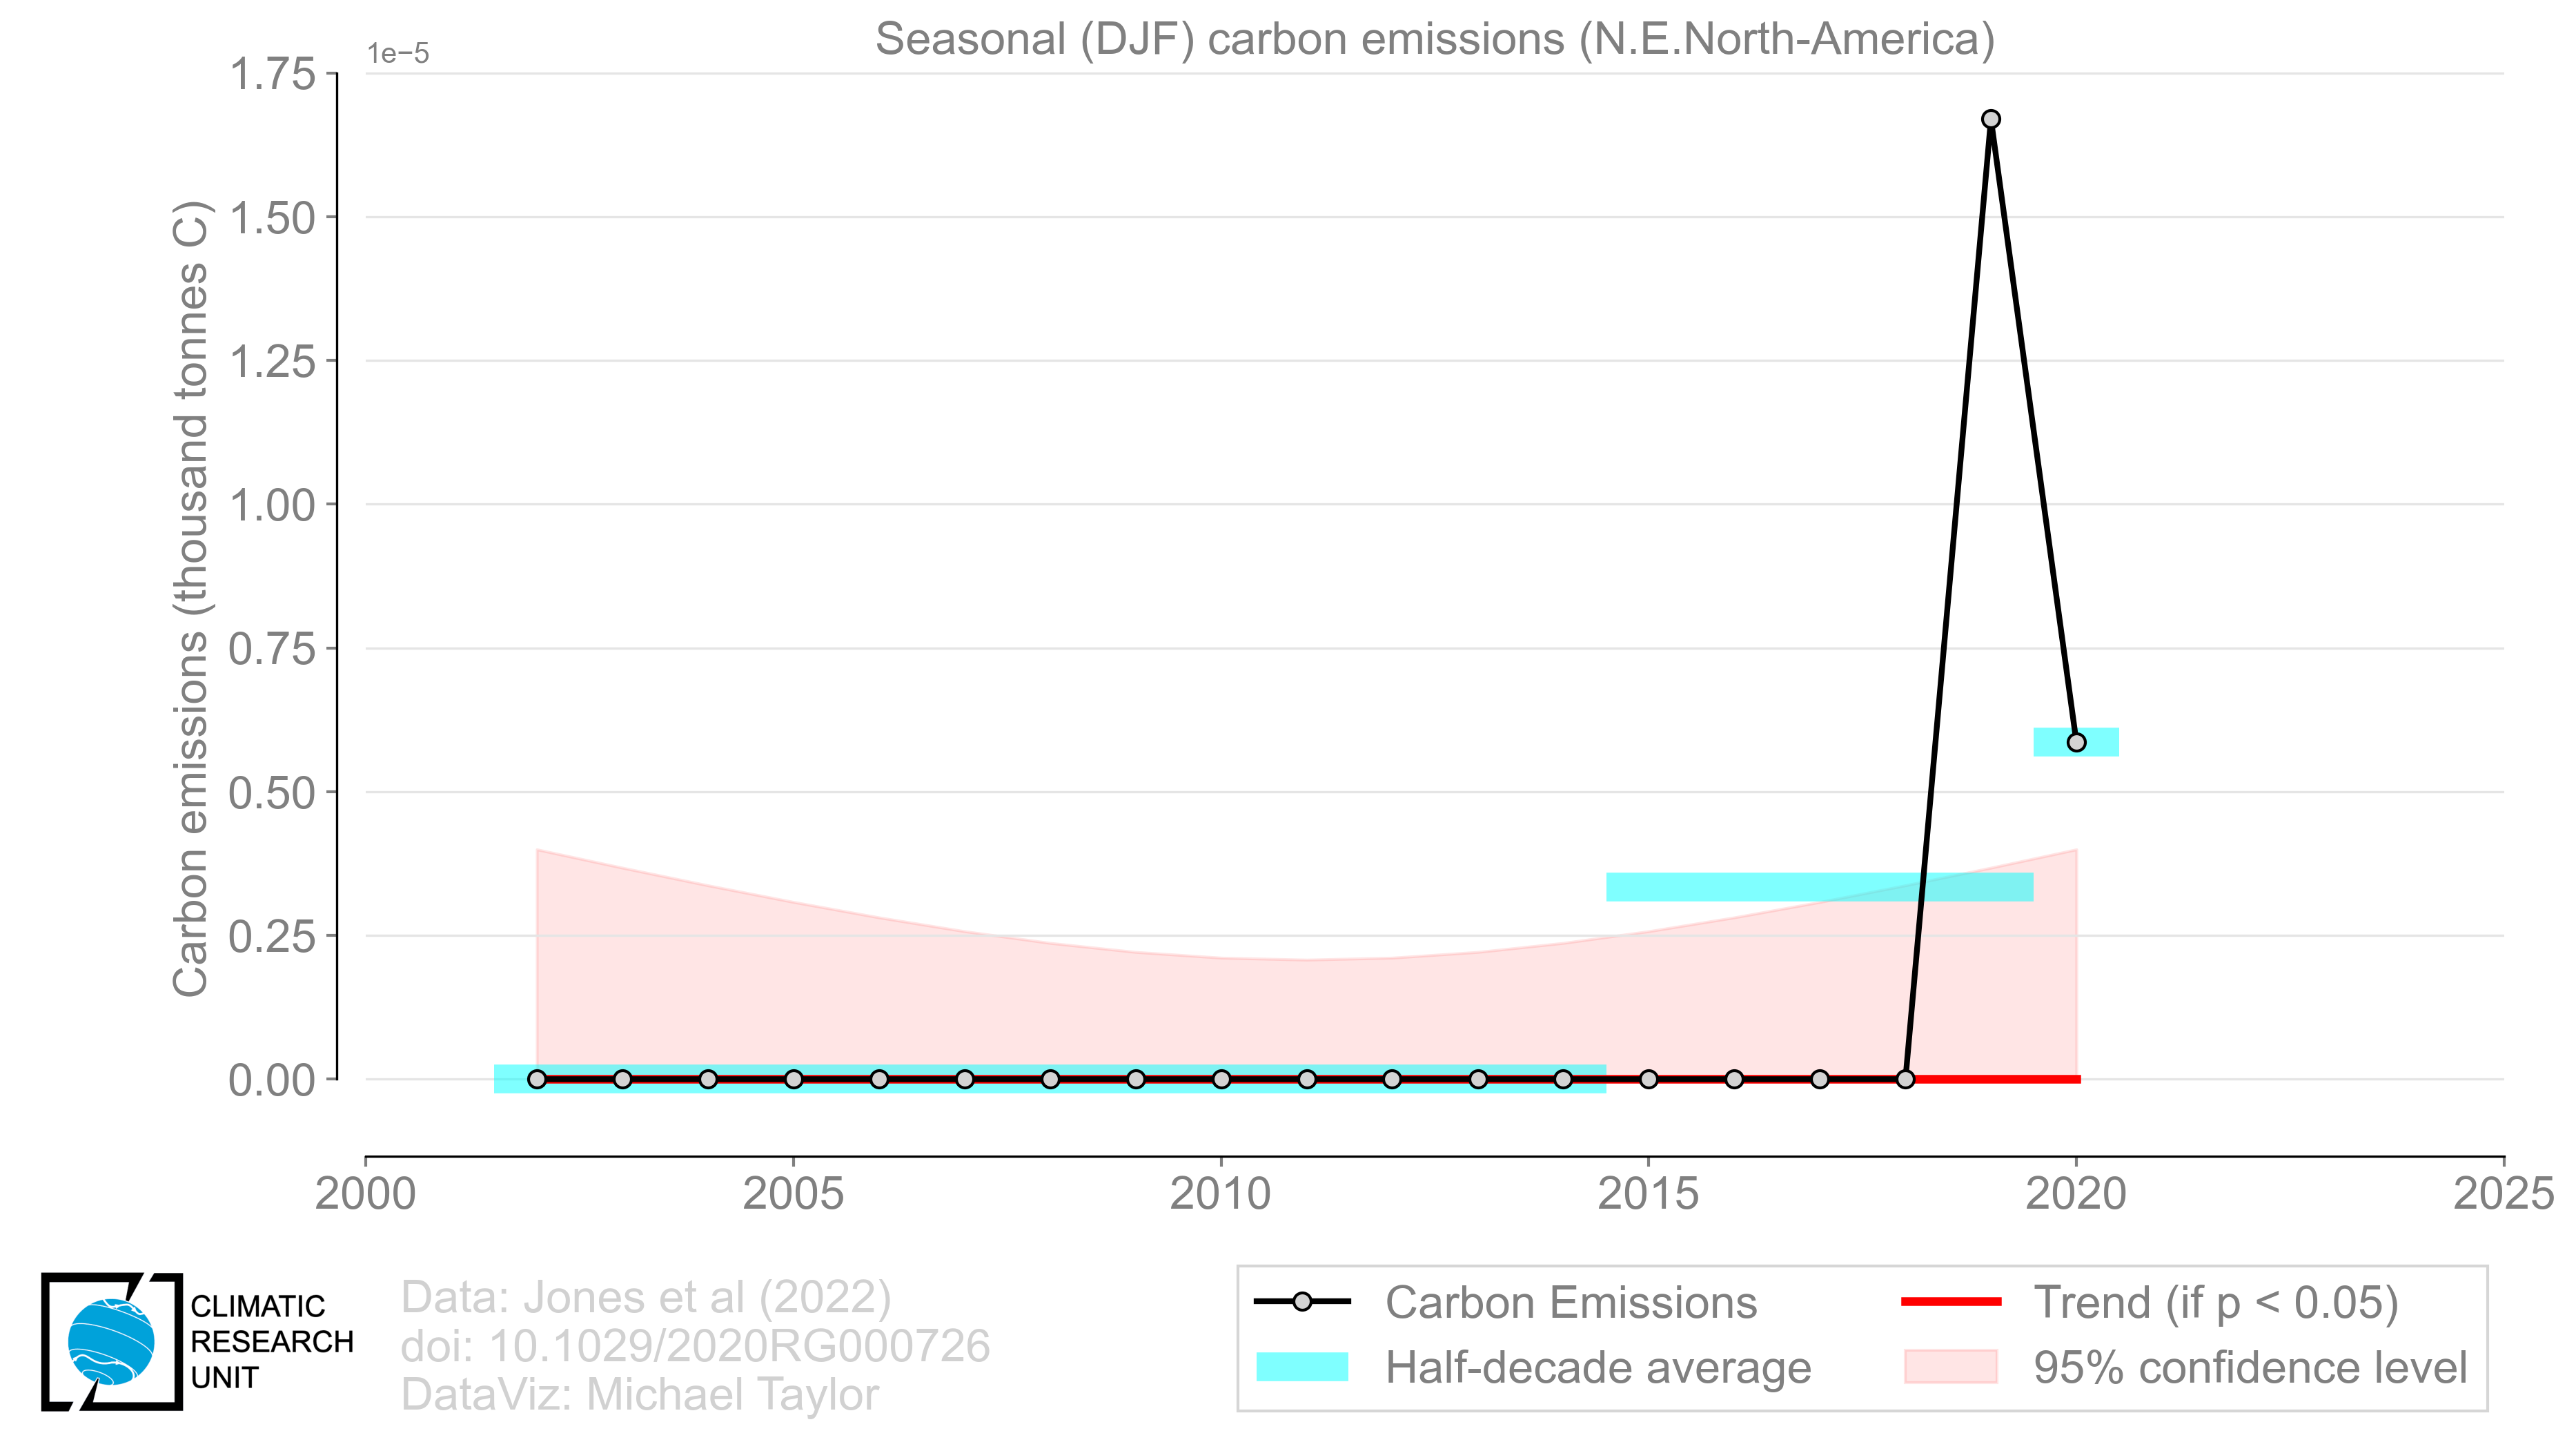 Seasonal (DJF) carbon emissions (N.E.North-America)
1e−5
Carbon emissions (thousand tonnes C)
1.75
1.50
1.25
1.00
0.75
0.50
0.25
0.00
2000 2005 2010 2015 2020 2025
CLIMATIC
RESEARCH
UNIT
Data: Jones et al (2022)
doi: 10.1029/2020RG000726
DataViz: Michael Taylor
Carbon Emissions
Half-decade average
Trend (if p < 0.05)
95% confidence level